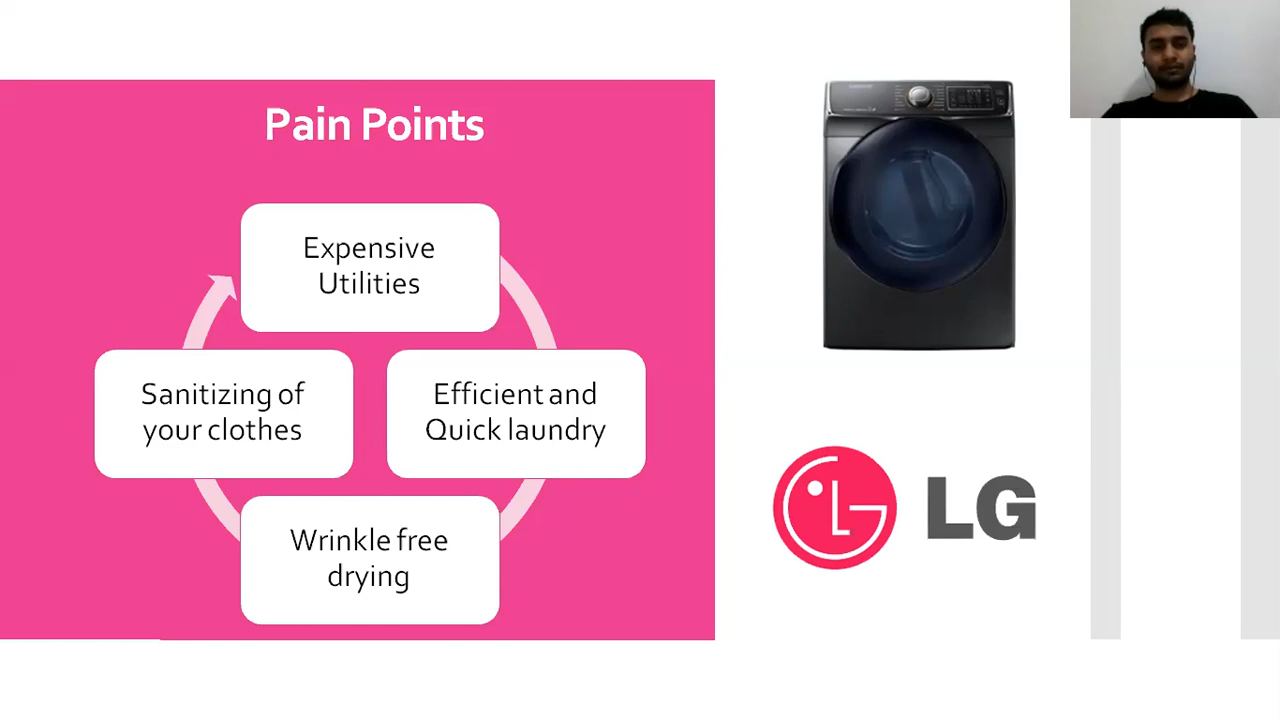 Pain Points
Expensive
Utilities
Sanitizing of
your clothes
Efficient and
Quick laundry
Wrinkle free
drying
LG